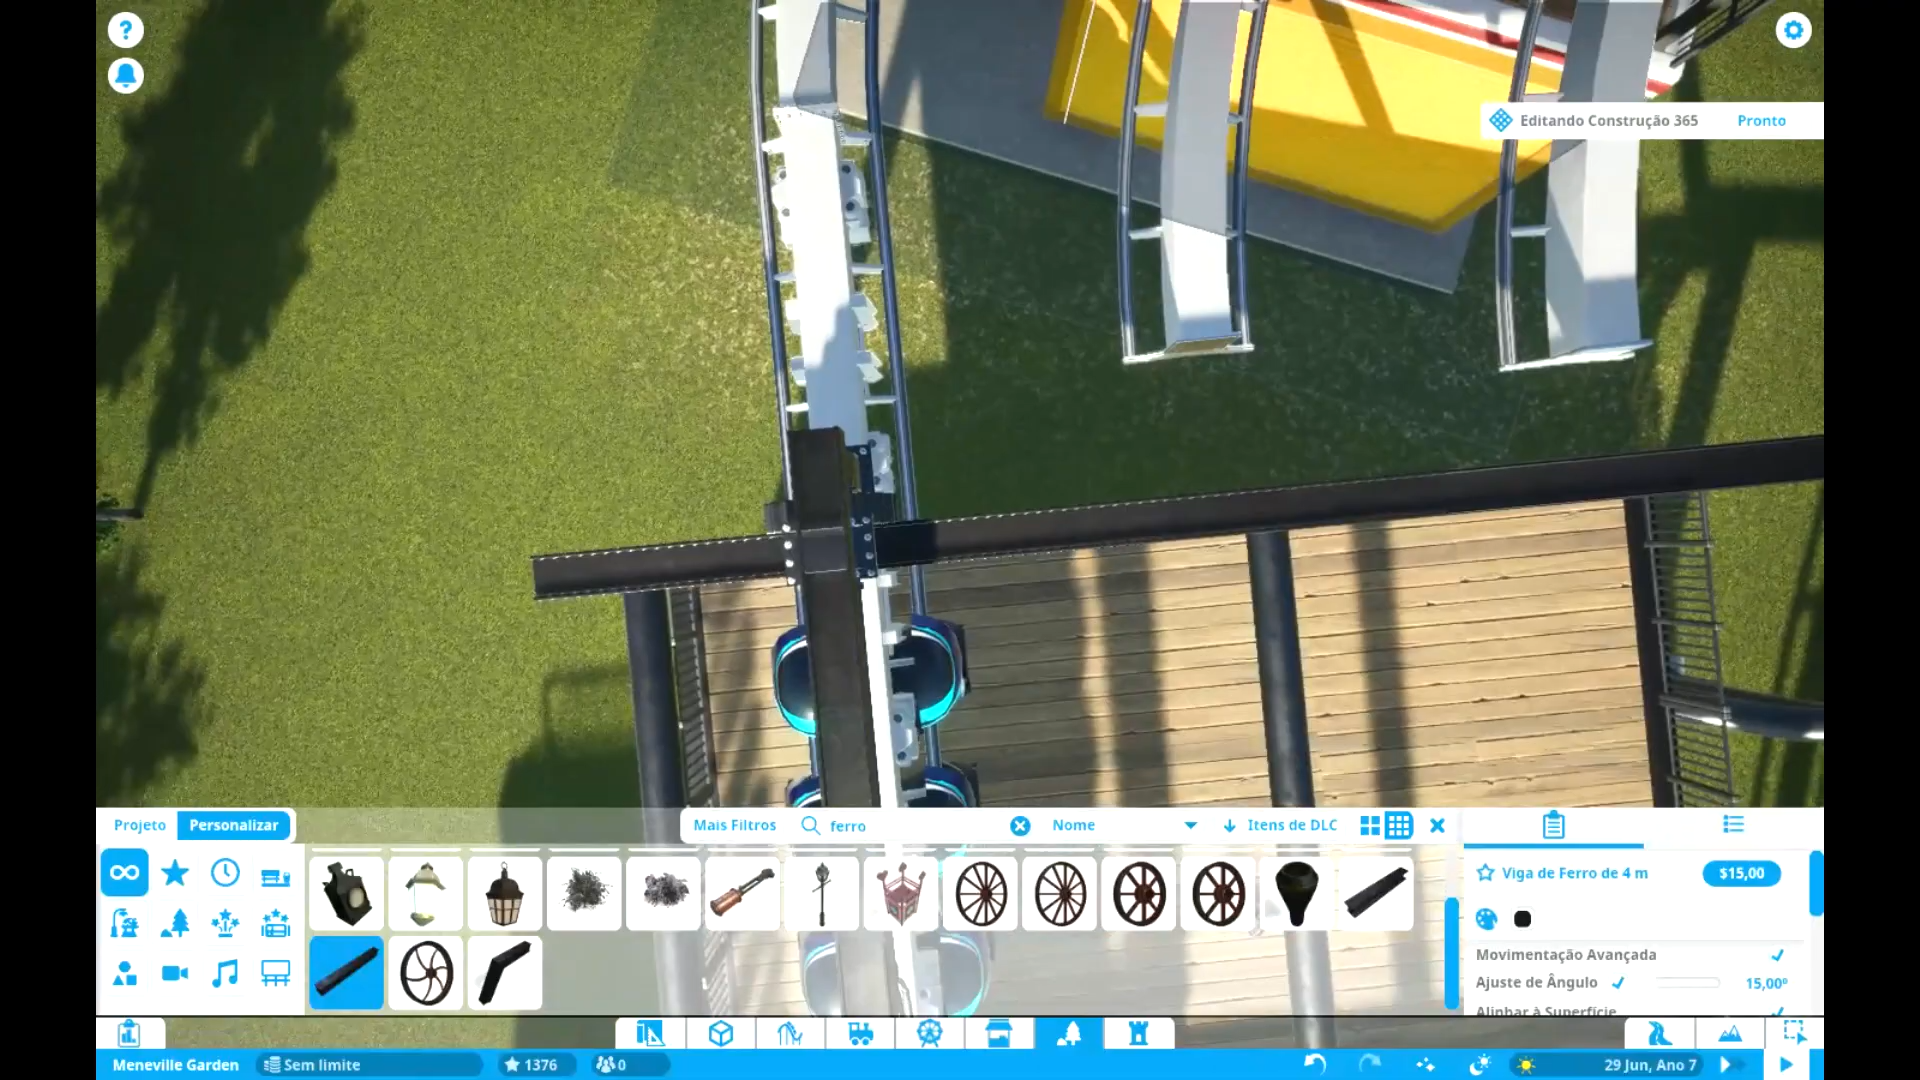 ?
Editando Construção 365 Pronto
Projeto Personalizar
Mais Filtros ferro Nome Itens de DLC
Viga de Ferro de 4 m $15,00
Movimentação Avançada
Ajuste de Ângulo 15,00º
Alinhar à Superfície
Meneville Garden Sem limite 1376 0 29 Jun, Ano 7